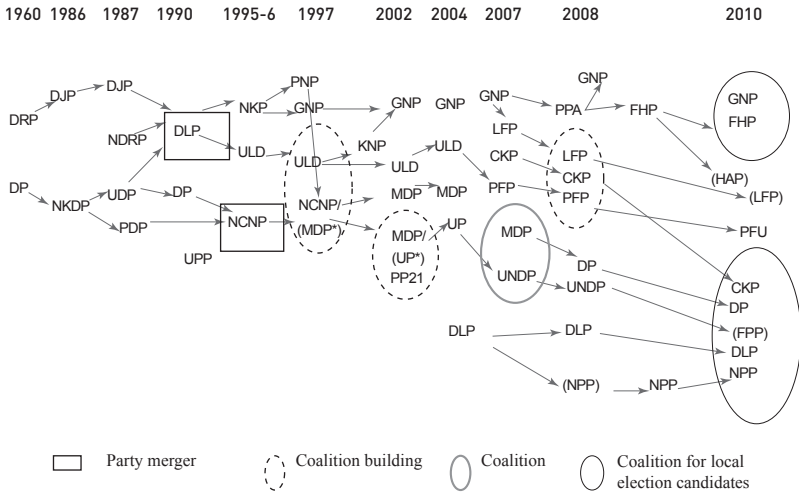 1960 1986 1987 1990 1995-6 1997 2002 2004 2007 2008 2010
GNP
PNP
DJP DJP
GNP GNP
NKP GNP GNP GNP PPA FHP FHP
DRP
LFP
NDRP DLP
KNP
ULD
ULD CKP LFP
ULD ULD
CKP (HAP)
DP NKDP UDP DP MDP MDP PFP PFP (LFP)
NCNP/
PDP NCNP UP PFU
(MDP*) MDP/ MDP
UPP (UP*) DP
PP21 UNDP UNDP CKP
DP
DLP DLP (FPP)
DLP
(NPP) NPP NPP
Party merger Coalition building Coalition Coalition for local
election candidates